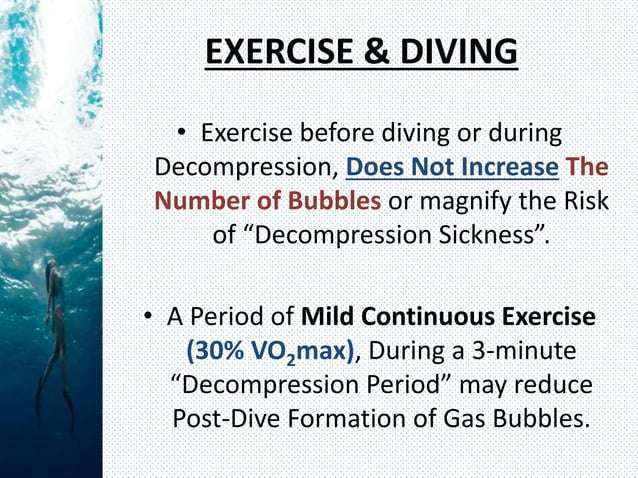 EXERCISE & DIVING
• Exercise before diving or during
Decompression, Does Not Increase The
Number of Bubbles or magnify the Risk
of “Decompression Sickness”.
• A Period of Mild Continuous Exercise
(30% VO₂max), During a 3-minute
“Decompression Period” may reduce
Post-Dive Formation of Gas Bubbles.